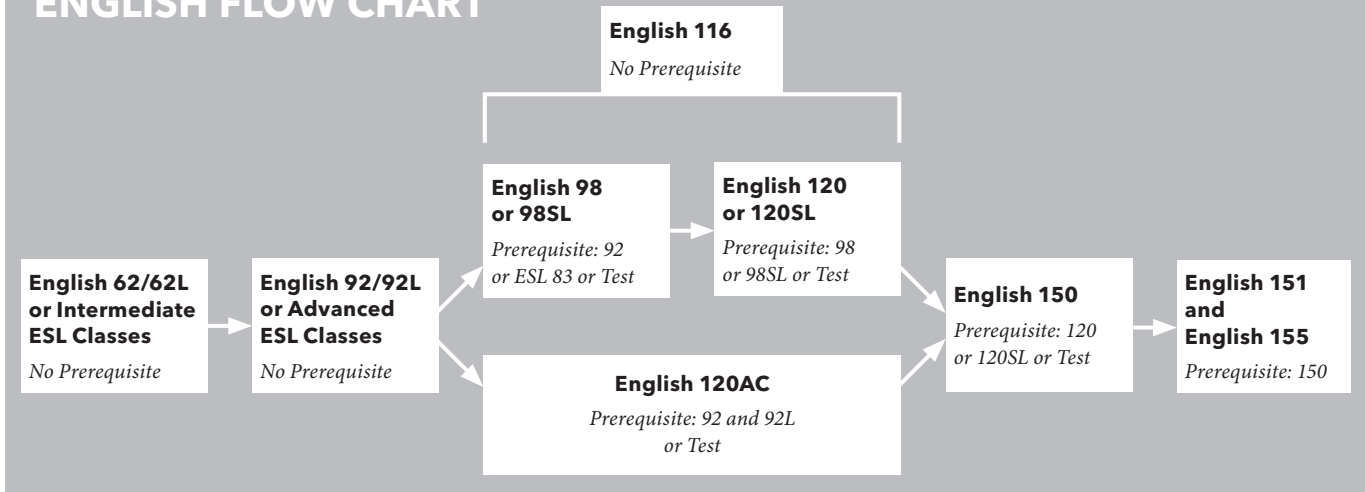 ENGLISH FLOW CHART
English 116
No Prerequisite
English 62/62L
or Intermediate
ESL Classes
No Prerequisite
English 92/92L
or Advanced
ESL Classes
No Prerequisite
English 98
or 98SL
Prerequisite: 92
or ESL 83 or Test
English 120
or 120SL
Prerequisite: 98
or 98SL or Test
English 120AC
Prerequisite: 92 and 92L
or Test
English 150
Prerequisite: 120
or 120SL or Test
English 151
and
English 155
Prerequisite: 150